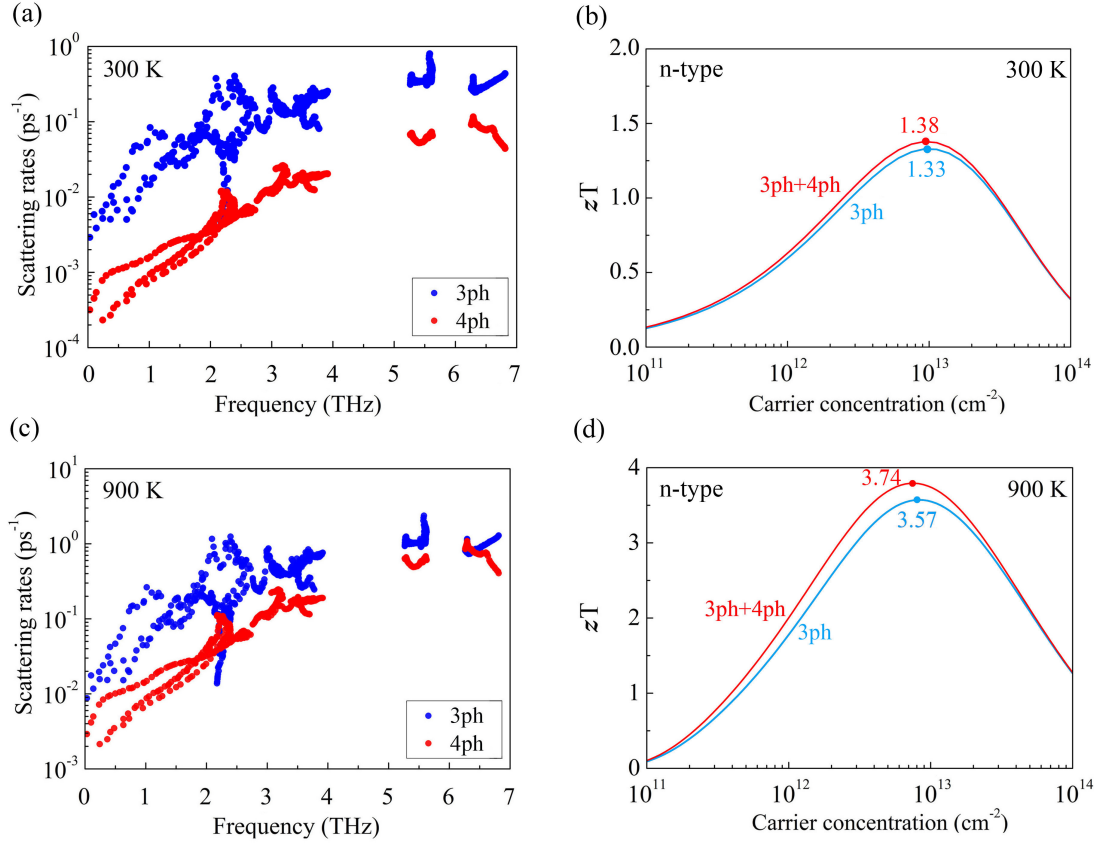 (a)
300 K
Scattering rates (ps⁻¹)
10⁰
10⁻¹
10⁻²
10⁻³
10⁻⁴
3ph
4ph
0 1 2 3 4 5 6 7
Frequency (THz)
(b)
n-type 300 K
zT
2.0
1.5
1.0
0.5
0.0
1.38
1.33
3ph+4ph
3ph
10¹¹ 10¹² 10¹³ 10¹⁴
Carrier concentration (cm⁻²)
(c)
900 K
Scattering rates (ps⁻¹)
10¹
10⁰
10⁻¹
10⁻²
10⁻³
3ph
4ph
0 1 2 3 4 5 6 7
Frequency (THz)
(d)
n-type 900 K
zT
4
3
2
1
0
3.74
3.57
3ph+4ph
3ph
10¹¹ 10¹² 10¹³ 10¹⁴
Carrier concentration (cm⁻²)